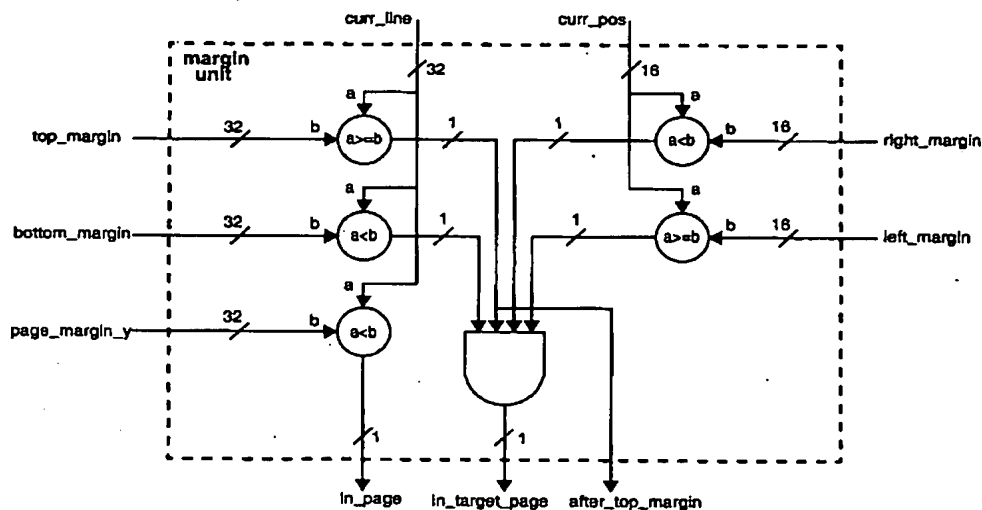 curr_line
curr_pos
margin
unit
32
16
a
a
top_margin
32
b
a>=b
1
1
a<b
b
16
right_margin
a
a
bottom_margin
32
b
a<b
1
1
a>=b
b
16
left_margin
a
page_margin_y
32
b
a<b
1
1
in_page
in_target_page
after_top_margin